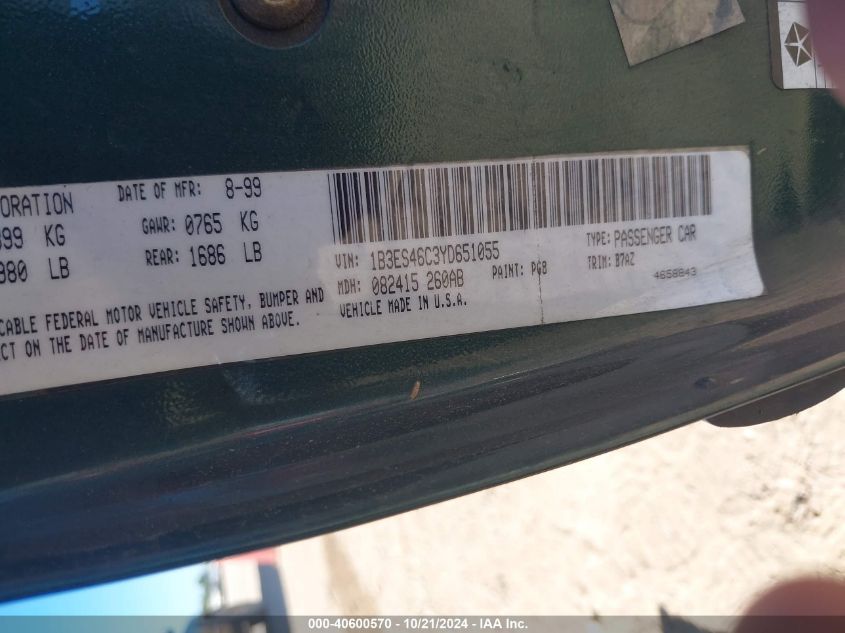 ORATION DATE OF MFR: 8-99
899 KG GAWR: 0765 KG
980 LB REAR: 1686 LB
CABLE FEDERAL MOTOR VEHICLE SAFETY, BUMPER AND
ECT ON THE DATE OF MANUFACTURE SHOWN ABOVE.
VIN: 1B3ES46C3YD651055 TYPE: PASSENGER CAR
MDH: 082415 260AB PAINT: PG8 TRIM: B7AZ
VEHICLE MADE IN U.S.A. 4658843
000-40600570 | 10/21/2024 - IAA Inc.